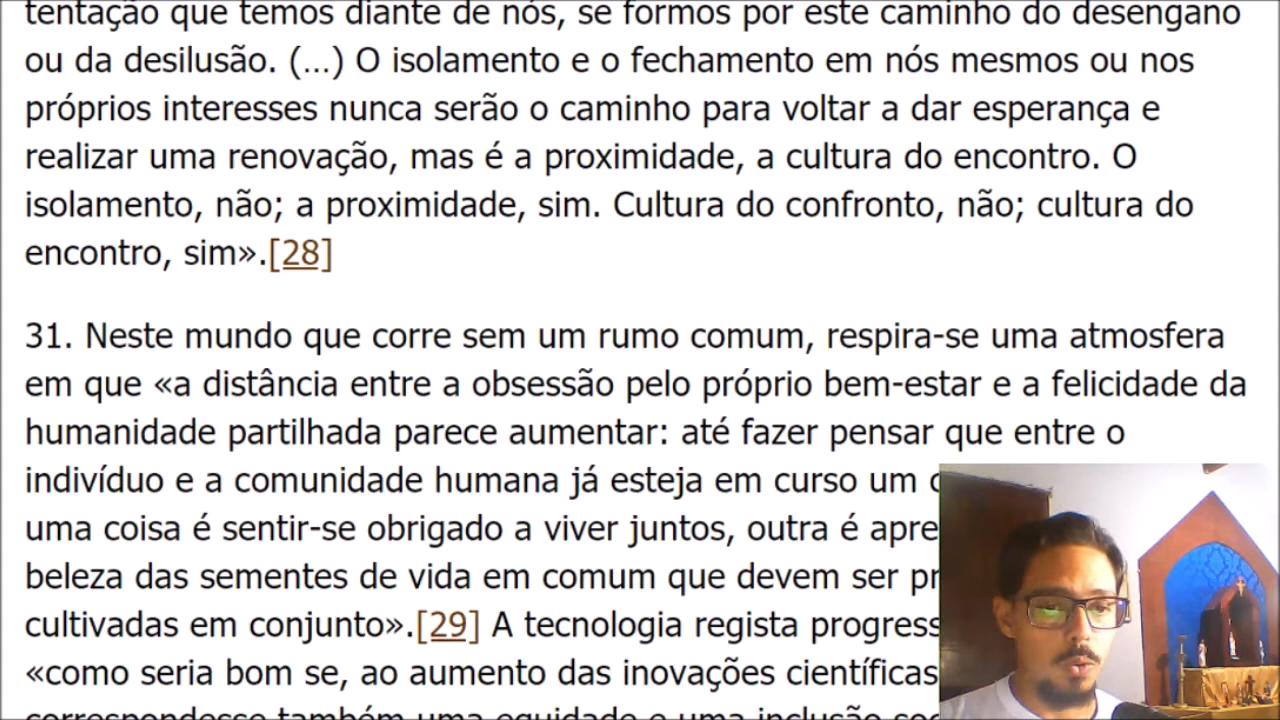 tentação que temos diante de nós, se formos por este caminho do desengano
ou da desilusão. (…) O isolamento e o fechamento em nós mesmos ou nos
próprios interesses nunca serão o caminho para voltar a dar esperança e
realizar uma renovação, mas é a proximidade, a cultura do encontro. O
isolamento, não; a proximidade, sim. Cultura do confronto, não; cultura do
encontro, sim».[28]
31. Neste mundo que corre sem um rumo comum, respira-se uma atmosfera
em que «a distância entre a obsessão pelo próprio bem-estar e a felicidade da
humanidade partilhada parece aumentar: até fazer pensar que entre o
indivíduo e a comunidade humana já esteja em curso um
uma coisa é sentir-se obrigado a viver juntos, outra é
beleza das sementes de vida em comum que devem ser
cultivadas em conjunto».[29] A tecnologia regista
«como seria bom se, ao aumento das inovações científicas
correspondesse também uma equidade e uma inclusão